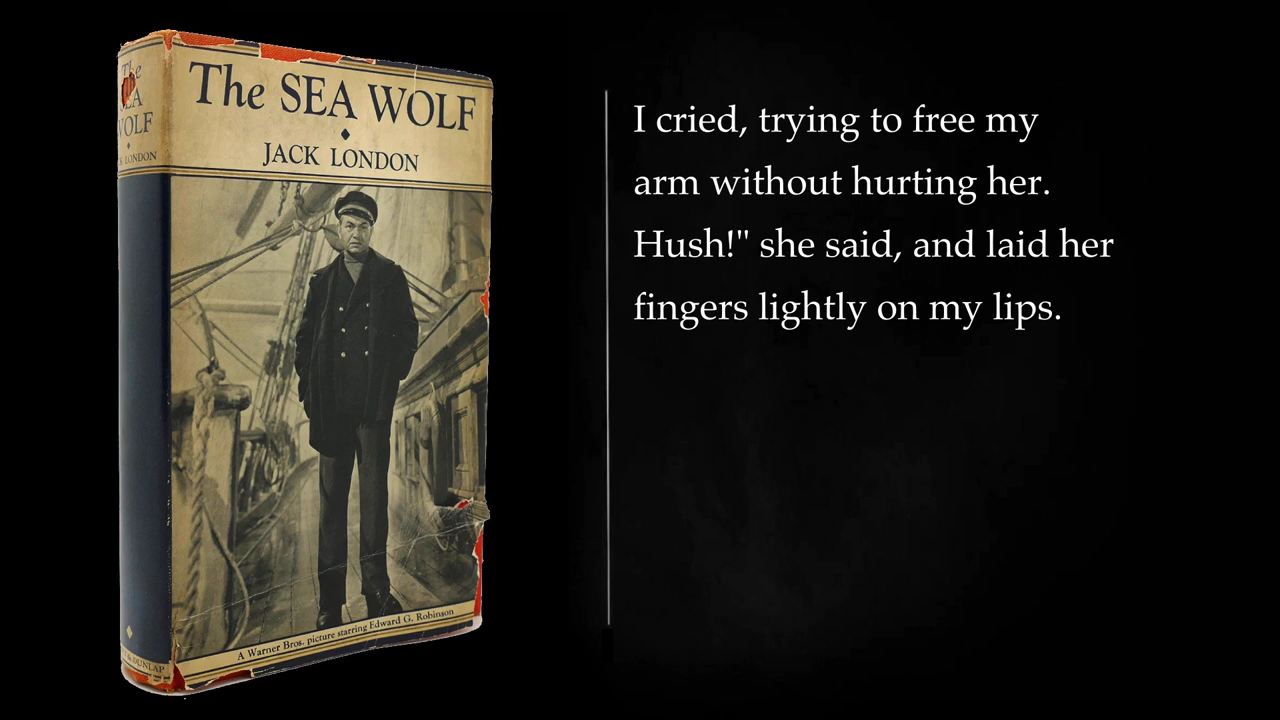 The SEA WOLF
JACK LONDON
The
SEA
WOLF
LONDON
A Warner Bros. picture starring Edward G. Robinson
DUNLAP
I cried, trying to free my
arm without hurting her.
Hush!" she said, and laid her
fingers lightly on my lips.